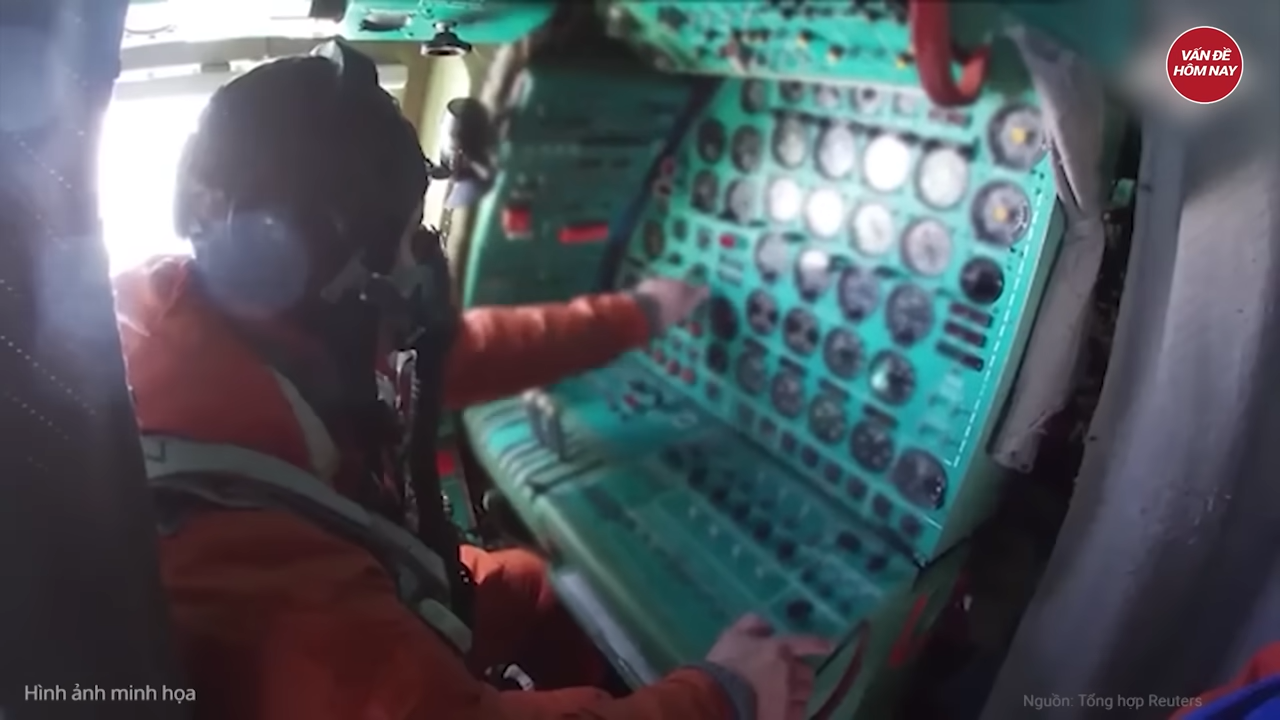 VẤN ĐỀ
HÔM NAY
Hình ảnh minh họa
Nguồn: Tổng hợp Reuters